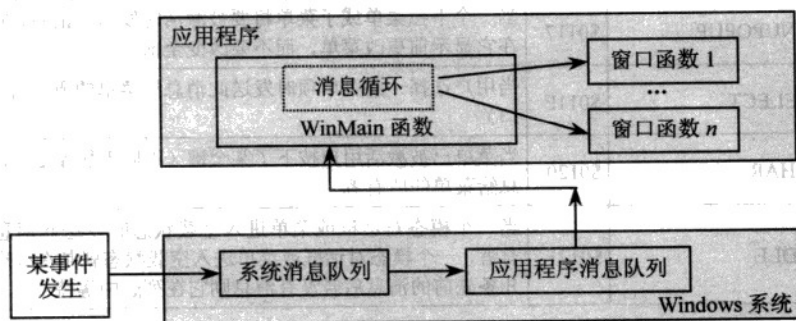 应用程序
消息循环
WinMain 函数
窗口函数 1
...
窗口函数 n
某事件
发生
系统消息队列
应用程序消息队列
Windows 系统